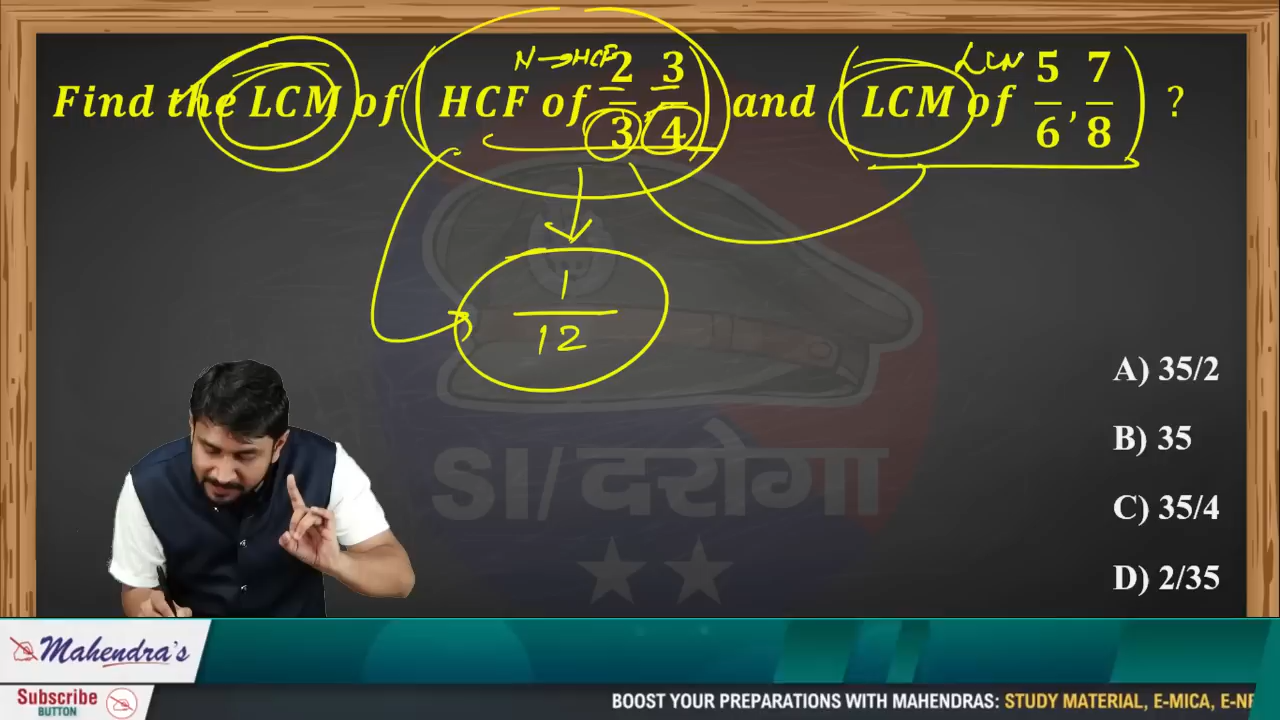 N → HCF LCM
Find the LCM of ( HCF of 2/3, 3/4 ) and ( LCM of 5/6, 7/8 ) ?
1/12
A) 35/2
B) 35
C) 35/4
D) 2/35
SI/दरोगा
Mahendra's
Subscribe
BUTTON
BOOST YOUR PREPARATIONS WITH MAHENDRAS: STUDY MATERIAL, E-MICA, E-NE